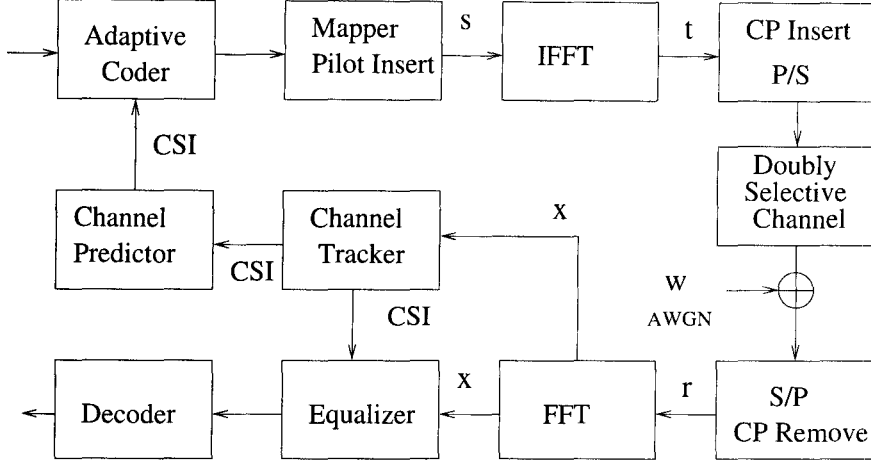 Adaptive
Coder
Mapper
Pilot Insert
s
IFFT
t
CP Insert
P/S
CSI
Doubly
Selective
Channel
Channel
Predictor
CSI
Channel
Tracker
x
w
AWGN
CSI
Decoder
Equalizer
x
FFT
r
S/P
CP Remove